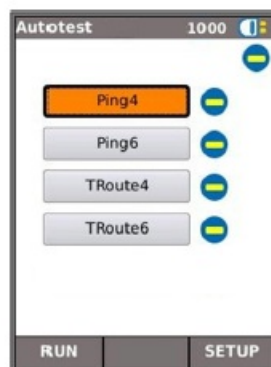 Autotest 1000
Ping4
Ping6
TRoute4
TRoute6
RUN SETUP